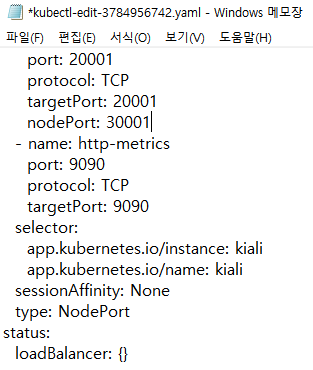 *kubectl-edit-3784956742.yaml - Windows 메모장
파일(F) 편집(E) 서식(O) 보기(V) 도움말(H)
port: 20001
protocol: TCP
targetPort: 20001
nodePort: 30001
- name: http-metrics
port: 9090
protocol: TCP
targetPort: 9090
selector:
app.kubernetes.io/instance: kiali
app.kubernetes.io/name: kiali
sessionAffinity: None
type: NodePort
status:
loadBalancer: {}